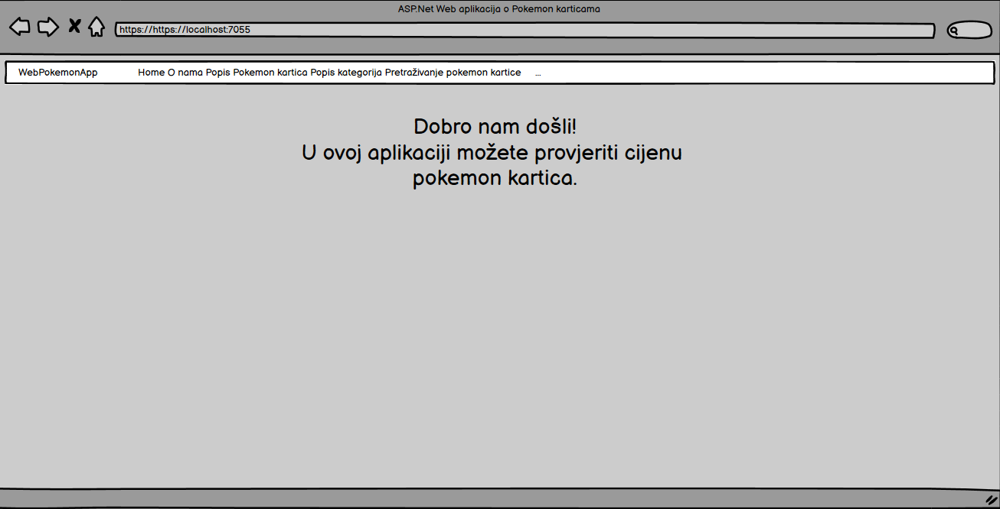 ASP.Net Web aplikacija o Pokemon karticama
https://https://localhost:7055
WebPokemonApp Home O nama Popis Pokemon kartica Popis kategorija Pretraživanje pokemon kartice ...
Dobro nam došli!
U ovoj aplikaciji možete provjeriti cijenu
pokemon kartica.